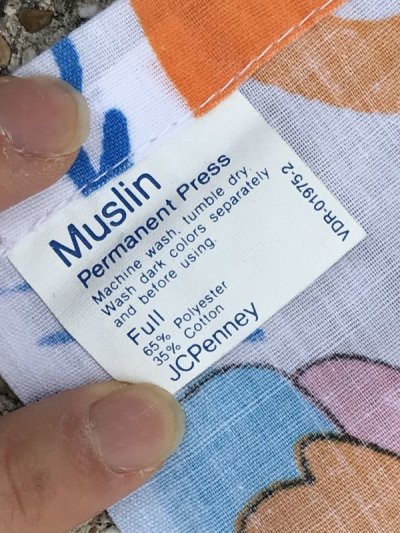 Muslin
Permanent Press
Machine wash, tumble dry.
Wash dark colors separately
and before using.
Full
65% Polyester
35% Cotton
JCPenney
VDR-01975-2